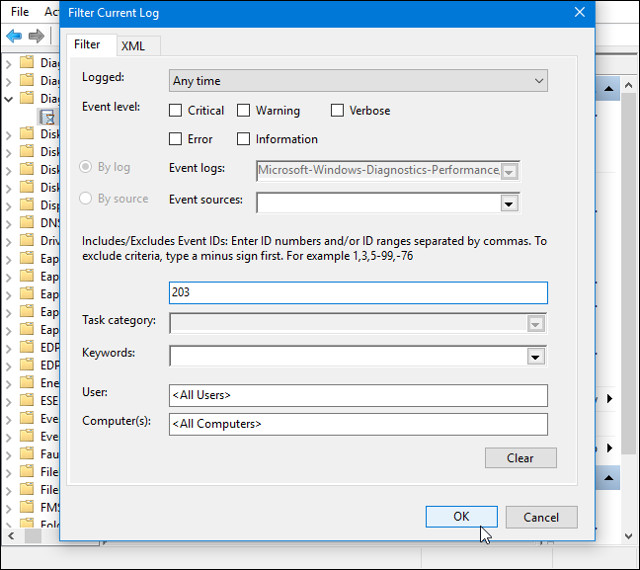 Filter Current Log
File
Filter
XML
Logged:
Any time
Event level:
Critical
Warning
Verbose
Error
Information
By log
Event logs:
Microsoft-Windows-Diagnostics-Performance
By source
Event sources:
Includes/Excludes Event IDs: Enter ID numbers and/or ID ranges separated by commas. To
exclude criteria, type a minus sign first. For example 1,3,5-99,-76
203
Task category:
Keywords:
User:
<All Users>
Computer(s):
<All Computers>
Clear
OK
Cancel
Diag
Diag
Diag
Disk
Disk
Disk
Disp
DNS
Driv
Eap
Eap
Eap
Eap
EDP
EDP
Ene
ESE
Eve
Eve
Fau
File
File
FMS
Fold